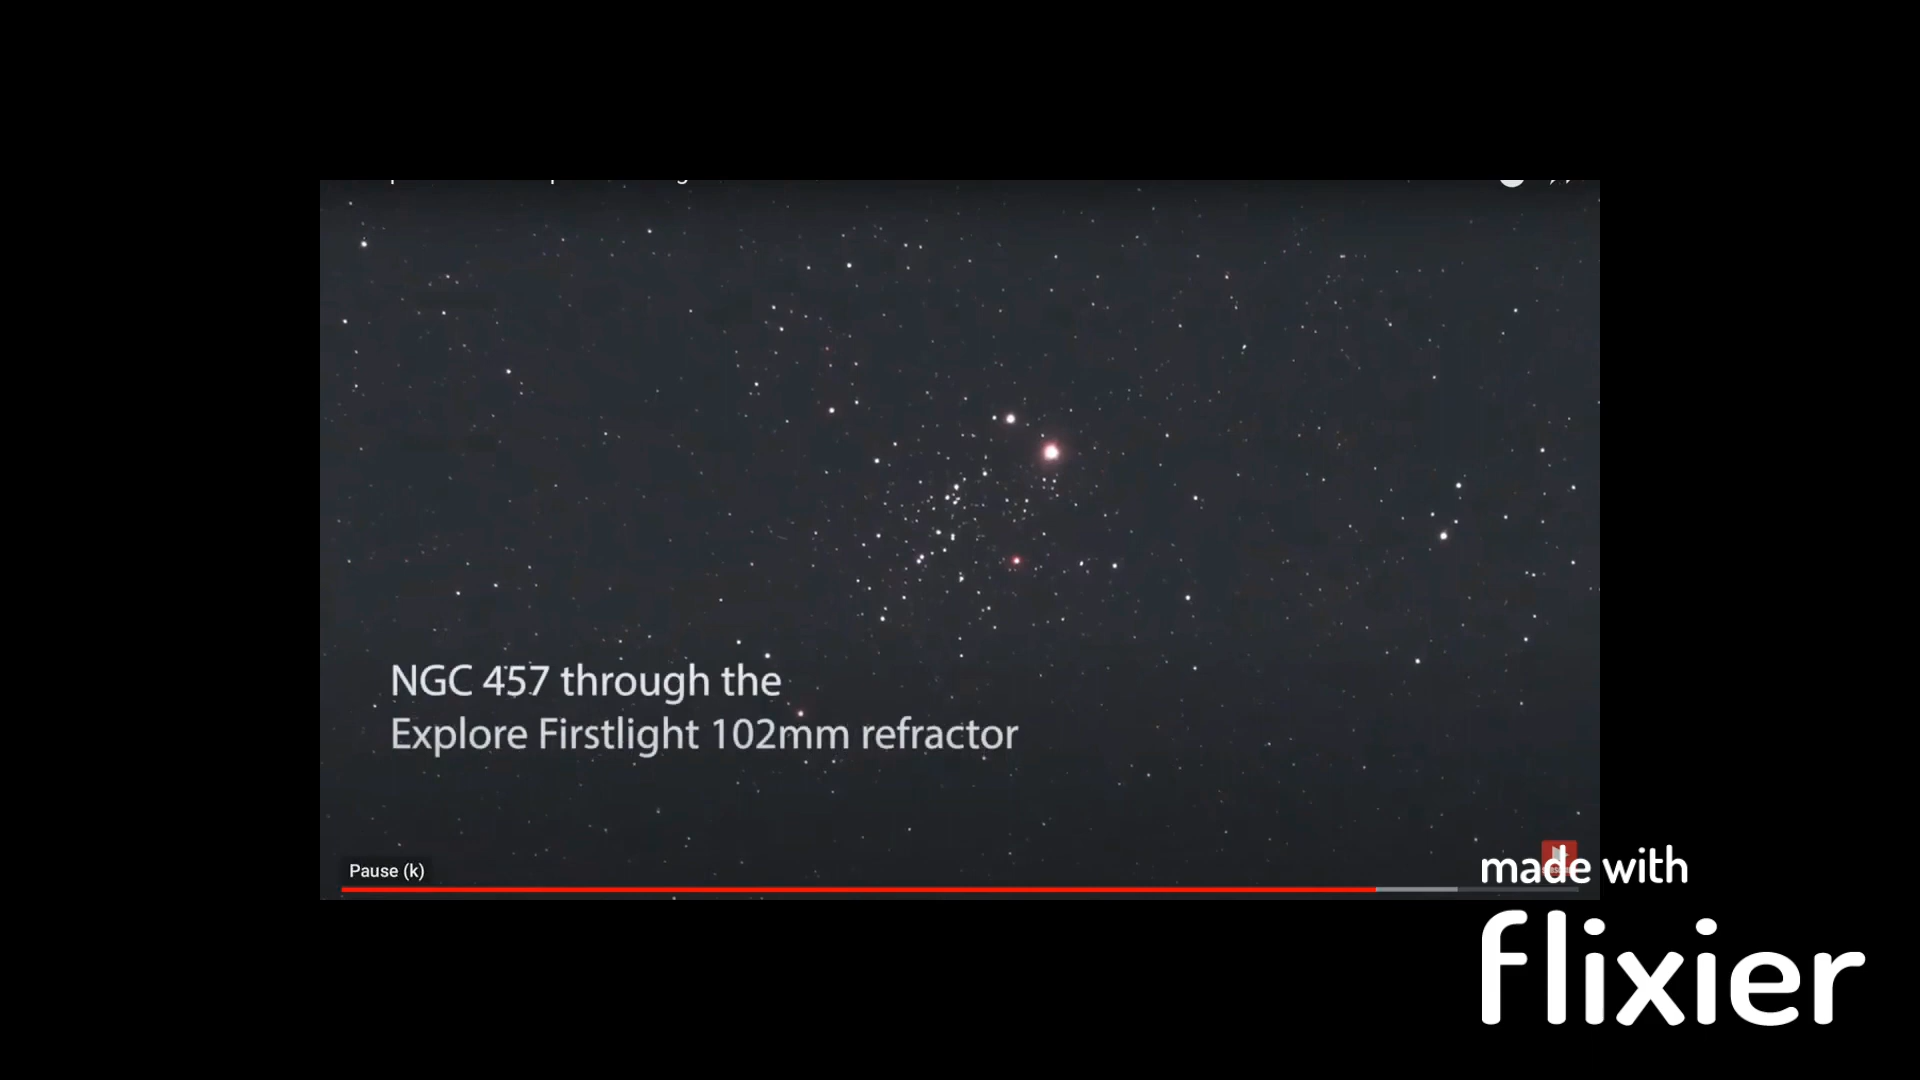 NGC 457 through the
Explore Firstlight 102mm refractor
Pause (k)
made with
flixier